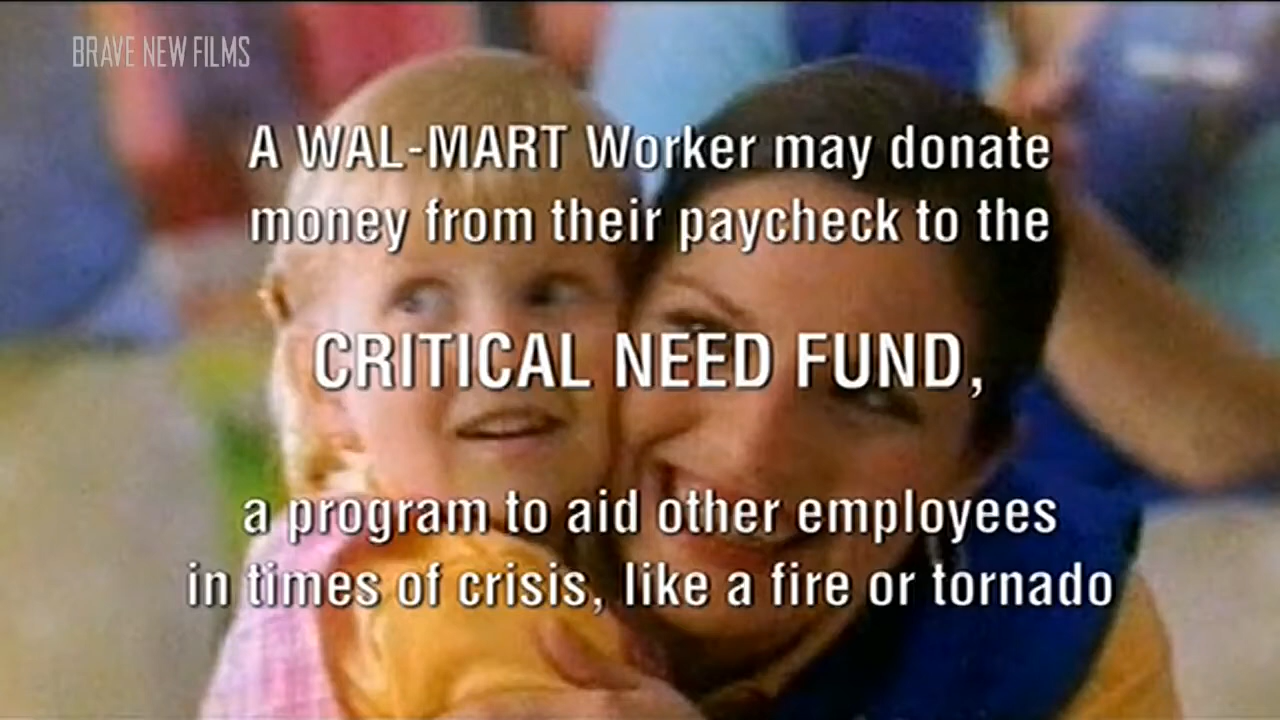 BRAVE NEW FILMS
A WAL-MART Worker may donate
money from their paycheck to the
CRITICAL NEED FUND,
a program to aid other employees
in times of crisis, like a fire or tornado